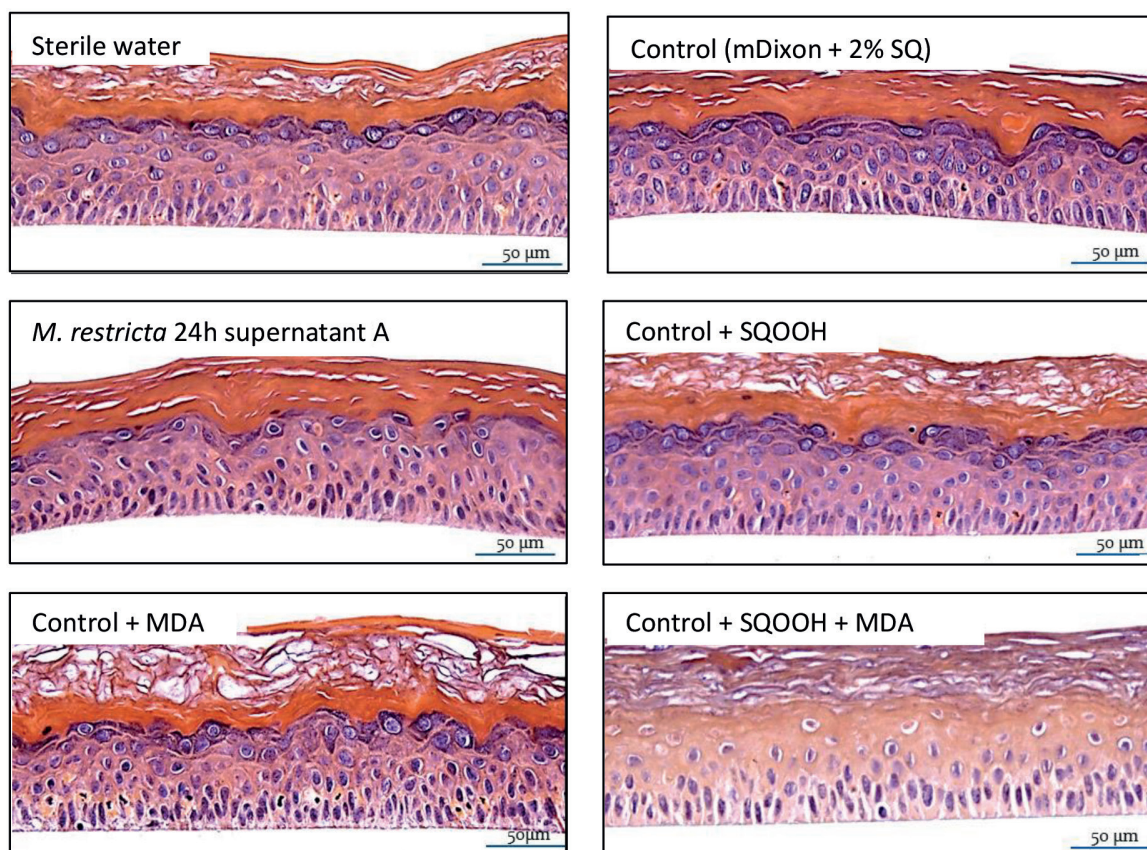 Sterile water
50 µm
Control (mDixon + 2% SQ)
50 µm
M. restricta 24h supernatant A
50 µm
Control + SQOOH
50 µm
Control + MDA
50µm
Control + SQOOH + MDA
50 µm